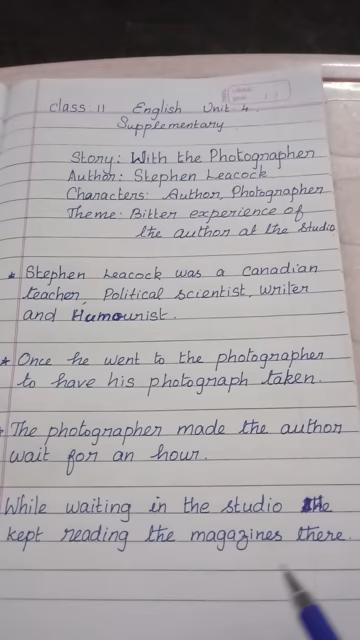 Class: 11 English Unit 4.
Supplementary
Story: With the Photographer
Author: Stephen Leacock
Characters: Author, Photographer
Theme: Bitter experience of
the author at the studio
* Stephen Leacock was a Canadian
teacher, Political scientist, Writer
and Humourist.
* Once he went to the photographer
to have his photograph taken.
* The photographer made the author
wait for an hour.
While waiting in the studio he
kept reading the magazines there.